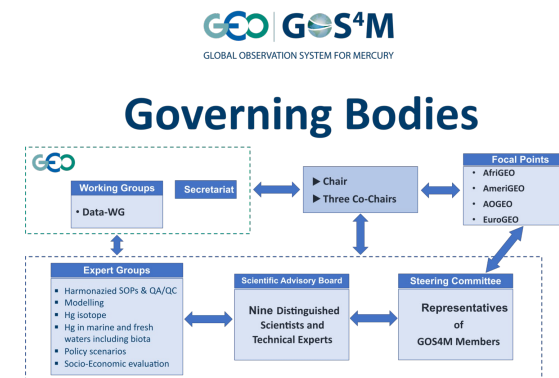 GEO GOS⁴M
GLOBAL OBSERVATION SYSTEM FOR MERCURY
Governing Bodies
GEO
Working Groups
• Data-WG
Secretariat
▶ Chair
▶ Three Co-Chairs
Focal Points
• AfriGEO
• AmeriGEO
• AOGEO
• EuroGEO
Expert Groups
▪ Harmonazied SOPs & QA/QC
▪ Modelling
▪ Hg isotope
▪ Hg in marine and fresh
waters including biota
▪ Policy scenarios
▪ Socio-Economic evaluation
Scientific Advisory Board
Nine Distinguished
Scientists and
Technical Experts
Steering Committee
Representatives
of
GOS4M Members